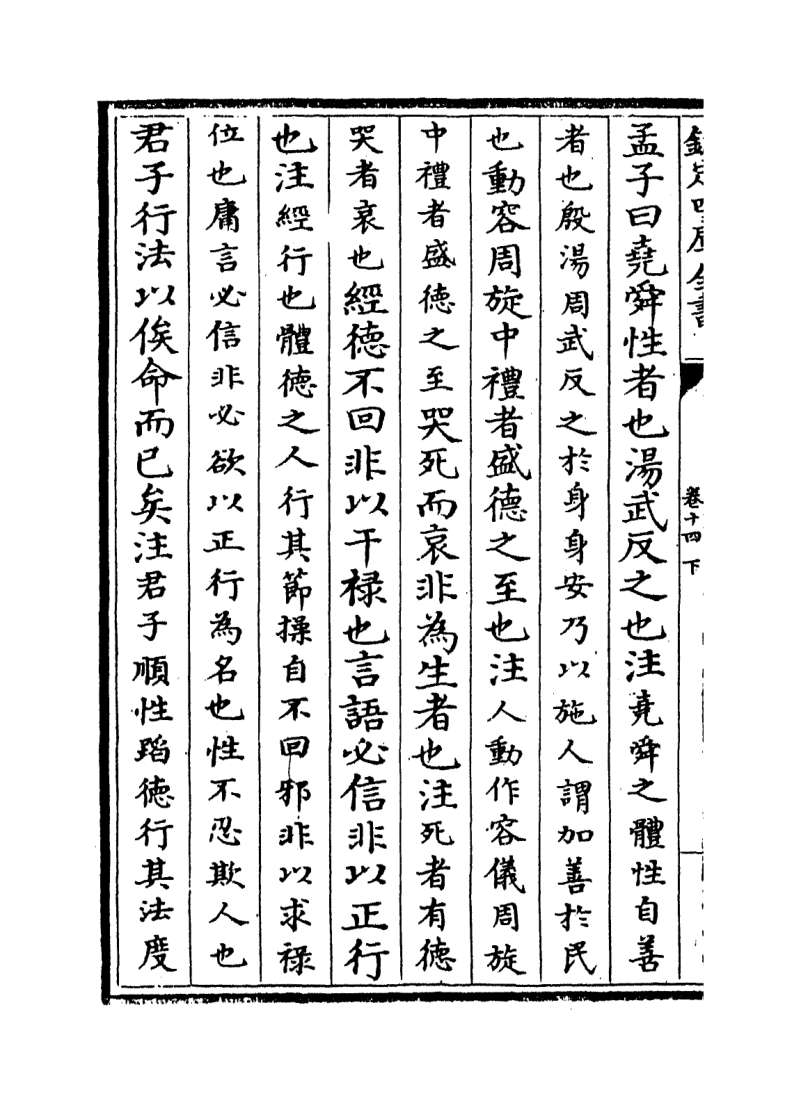 欽定四庫全書
卷十四下
孟子曰堯舜性者也湯武反之也注堯舜之體性自善
者也殷湯周武反之於身身安乃以施人謂加善於民
也動容周旋中禮者盛德之至也注人動作容儀周旋
中禮者盛德之至哭死而哀非為生者也注死者有德
哭者哀也經德不回非以干祿也言語必信非以正行
也注經行也體德之人行其節操自不回邪非以求祿
位也庸言必信非必欲以正行為名也性不忍欺人也
君子行法以俟命而已矣注君子順性蹈德行其法度